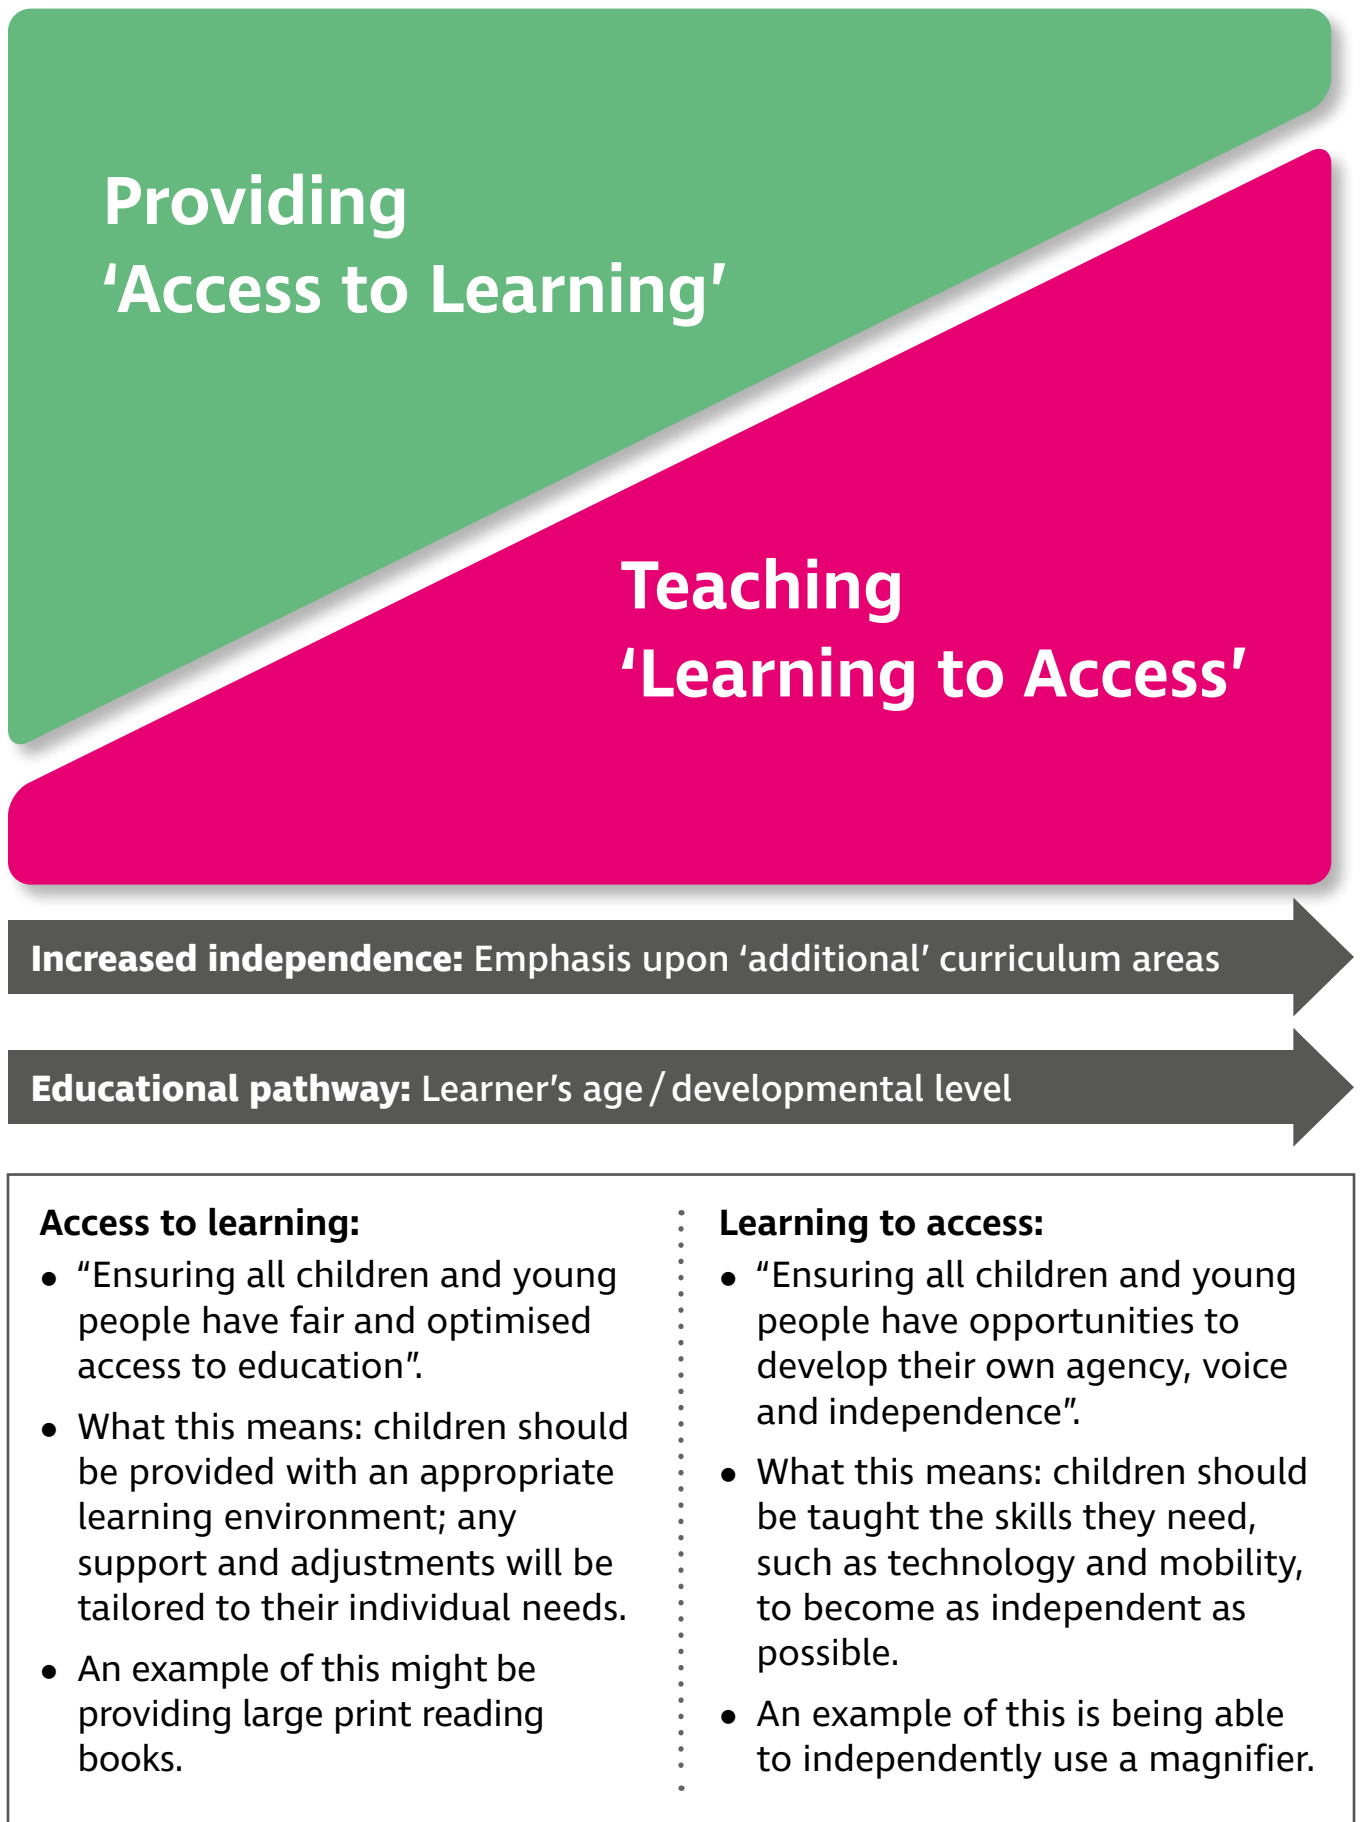 Providing
‘Access to Learning’
Teaching
‘Learning to Access’
Increased independence: Emphasis upon ‘additional’ curriculum areas
Educational pathway: Learner’s age / developmental level
Access to learning:
● “Ensuring all children and young
people have fair and optimised
access to education”.
● What this means: children should
be provided with an appropriate
learning environment; any
support and adjustments will be
tailored to their individual needs.
● An example of this might be
providing large print reading
books.
Learning to access:
● “Ensuring all children and young
people have opportunities to
develop their own agency, voice
and independence”.
● What this means: children should
be taught the skills they need,
such as technology and mobility,
to become as independent as
possible.
● An example of this is being able
to independently use a magnifier.